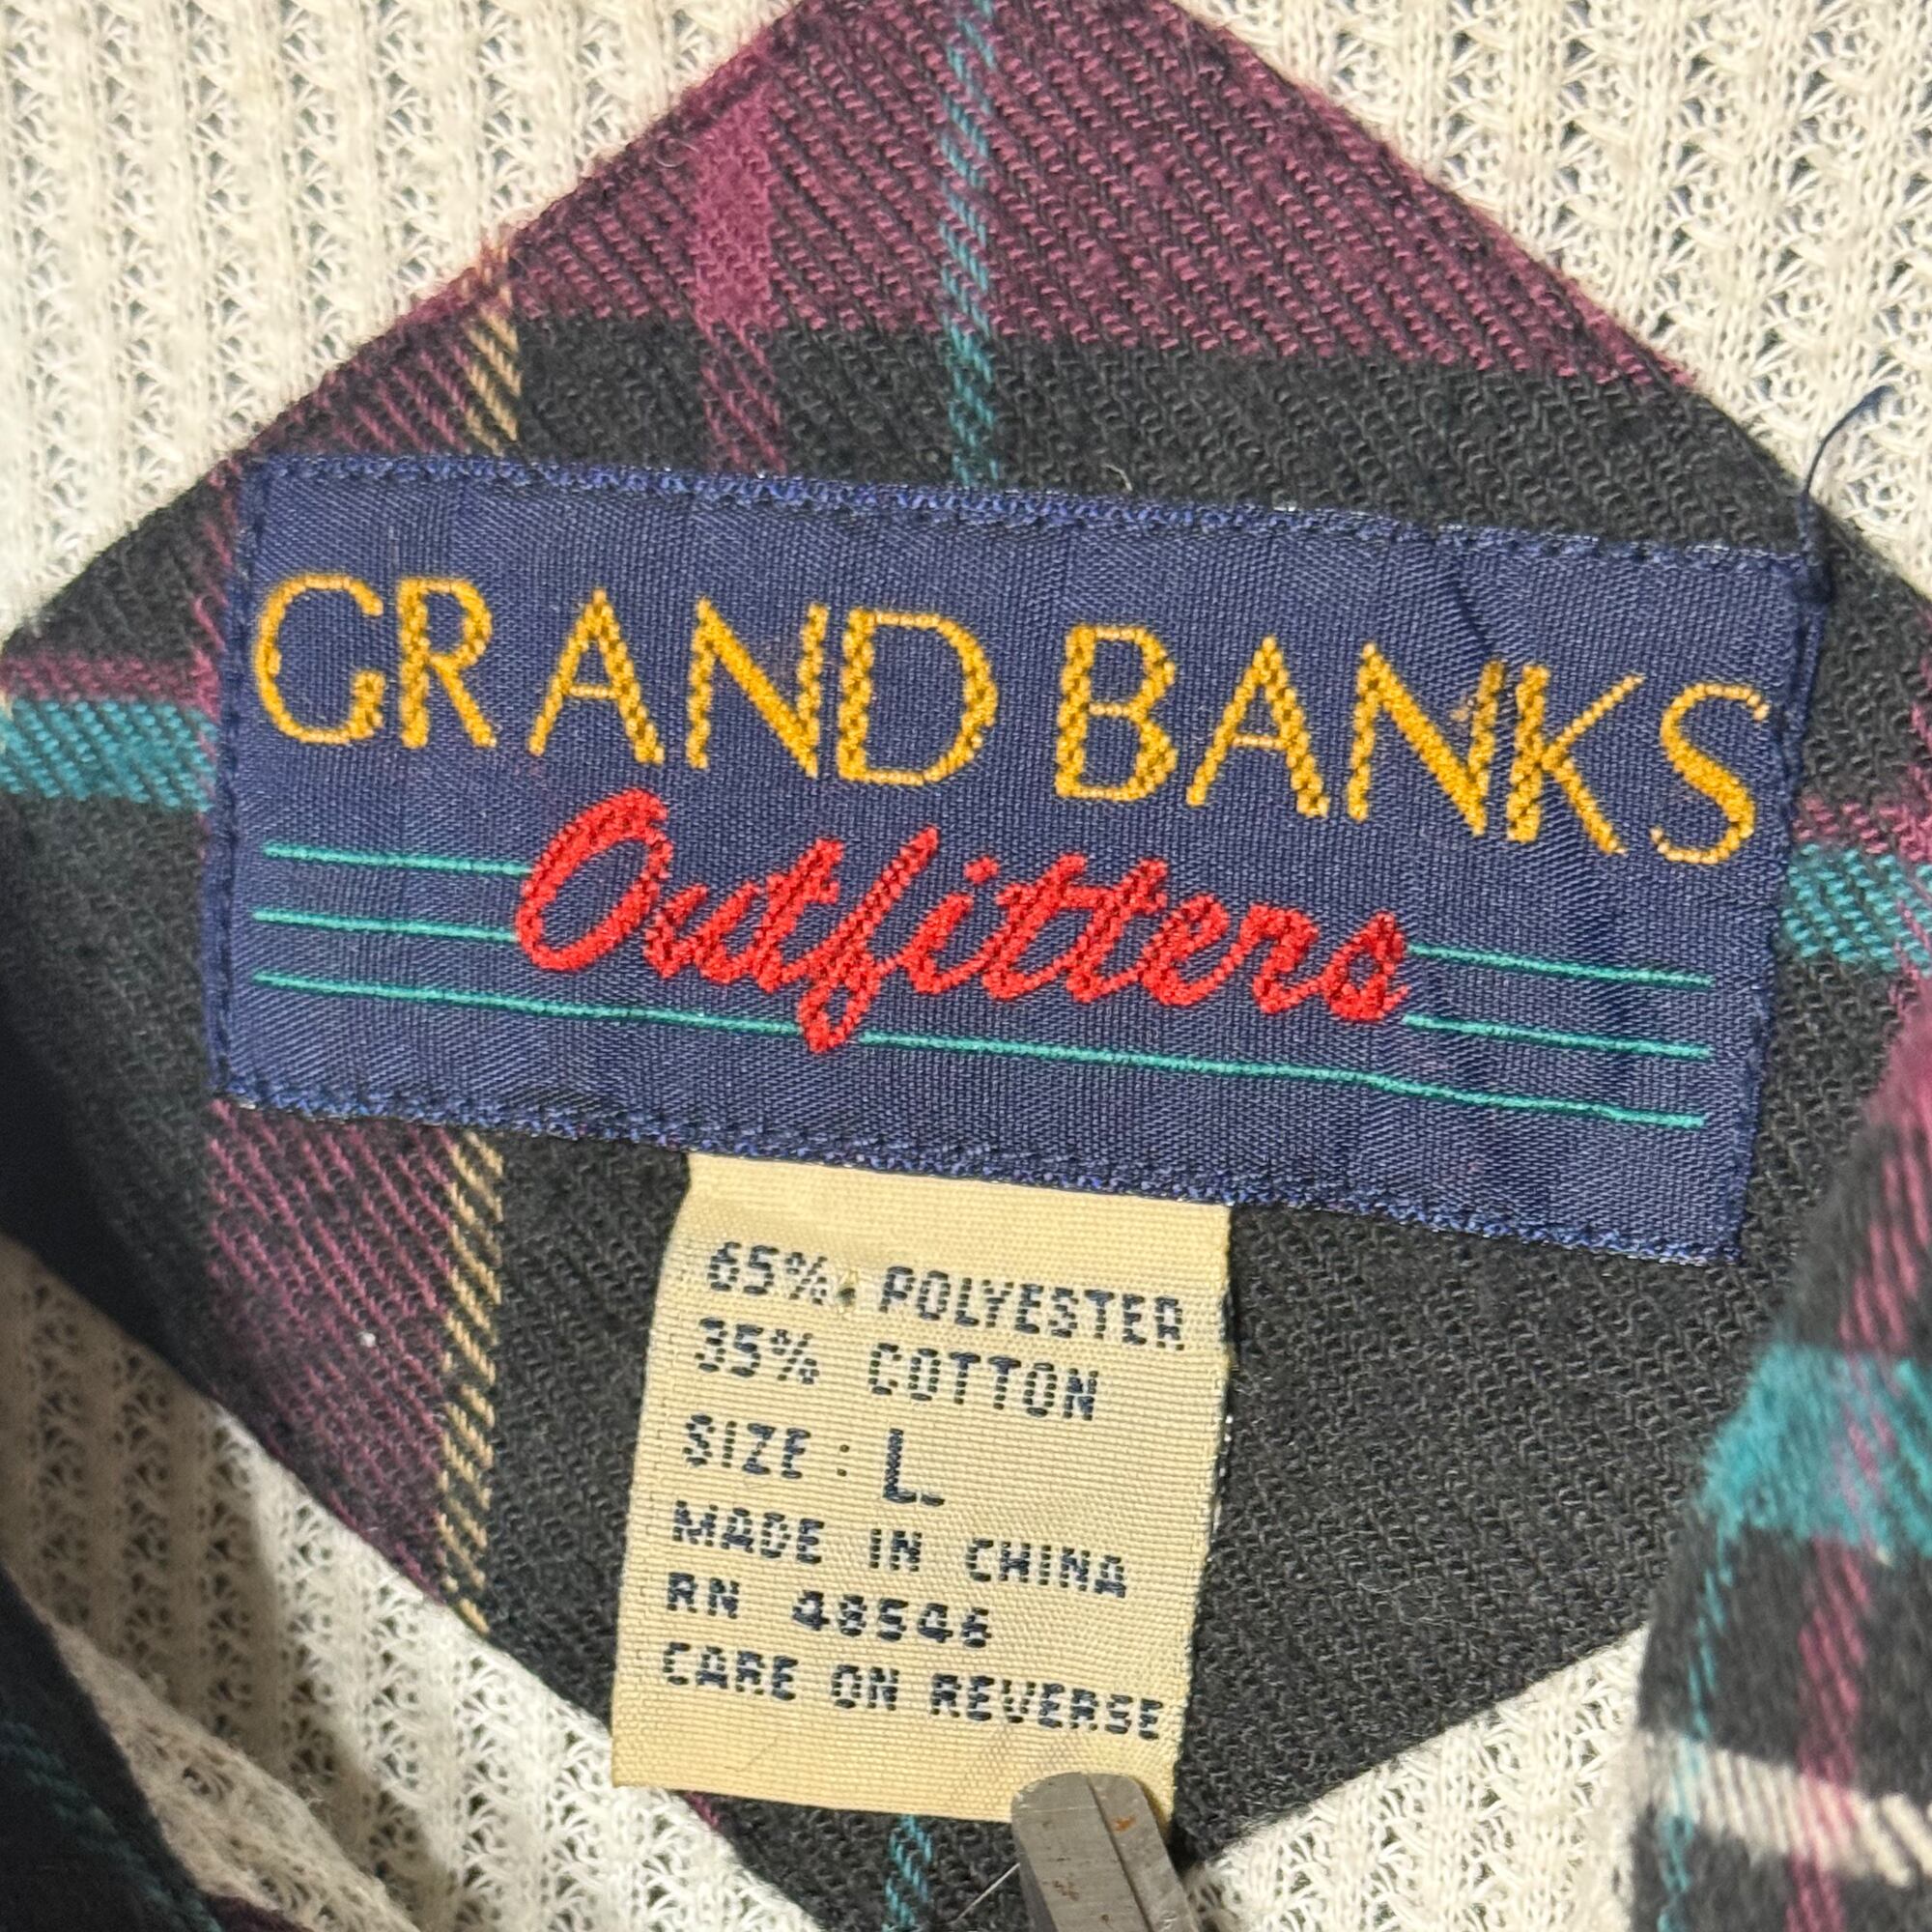 GRAND BANKS
Outfitters
65% POLYESTER
35% COTTON
SIZE : L
MADE IN CHINA
RN 48546
CARE ON REVERSE